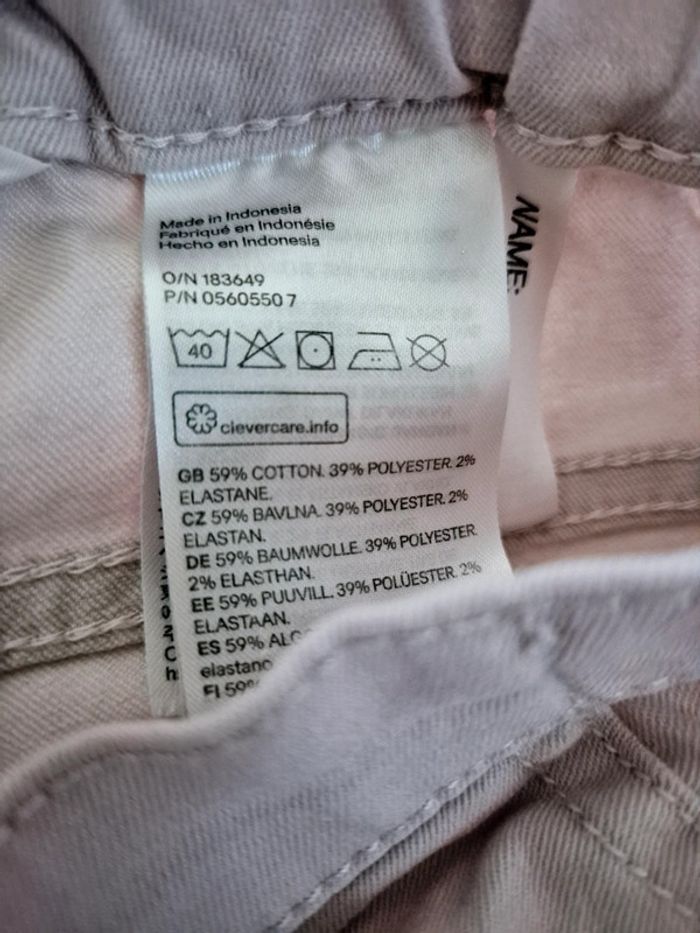 Made in Indonesia
Fabriqué en Indonésie
Hecho en Indonesia
O/N 183649
P/N 0560550 7
40
clevercare.info
GB 59% COTTON. 39% POLYESTER. 2%
ELASTANE.
CZ 59% BAVLNA. 39% POLYESTER. 2%
ELASTAN.
DE 59% BAUMWOLLE. 39% POLYESTER.
2% ELASTHAN.
EE 59% PUUVILL. 39% POLÜESTER. 2%
ELASTAAN.
ES 59%
elastano
FI 59%
NAME: